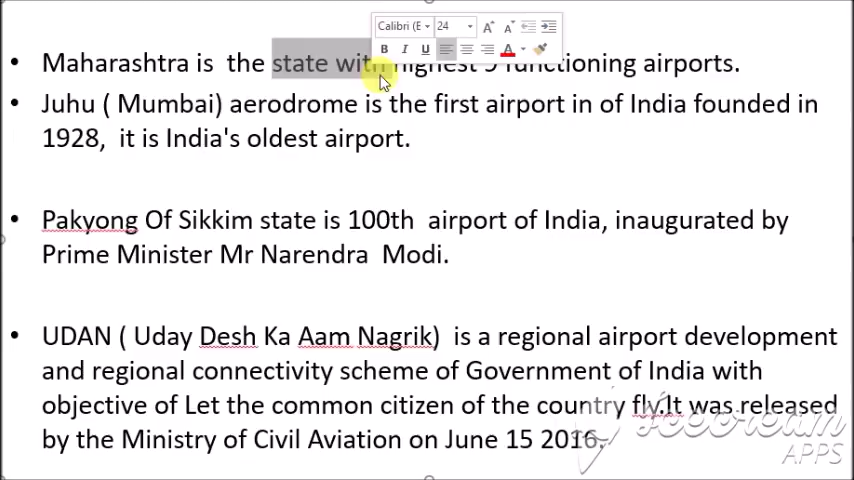 Calibri (E 24 A A
B I U A
• Maharashtra is the state with highest 9 functioning airports.
• Juhu ( Mumbai) aerodrome is the first airport in of India founded in
1928, it is India's oldest airport.
• Pakyong Of Sikkim state is 100th airport of India, inaugurated by
Prime Minister Mr Narendra Modi.
• UDAN ( Uday Desh Ka Aam Nagrik) is a regional airport development
and regional connectivity scheme of Government of India with
objective of Let the common citizen of the country fly.It was released
by the Ministry of Civil Aviation on June 15 2016.
APPS